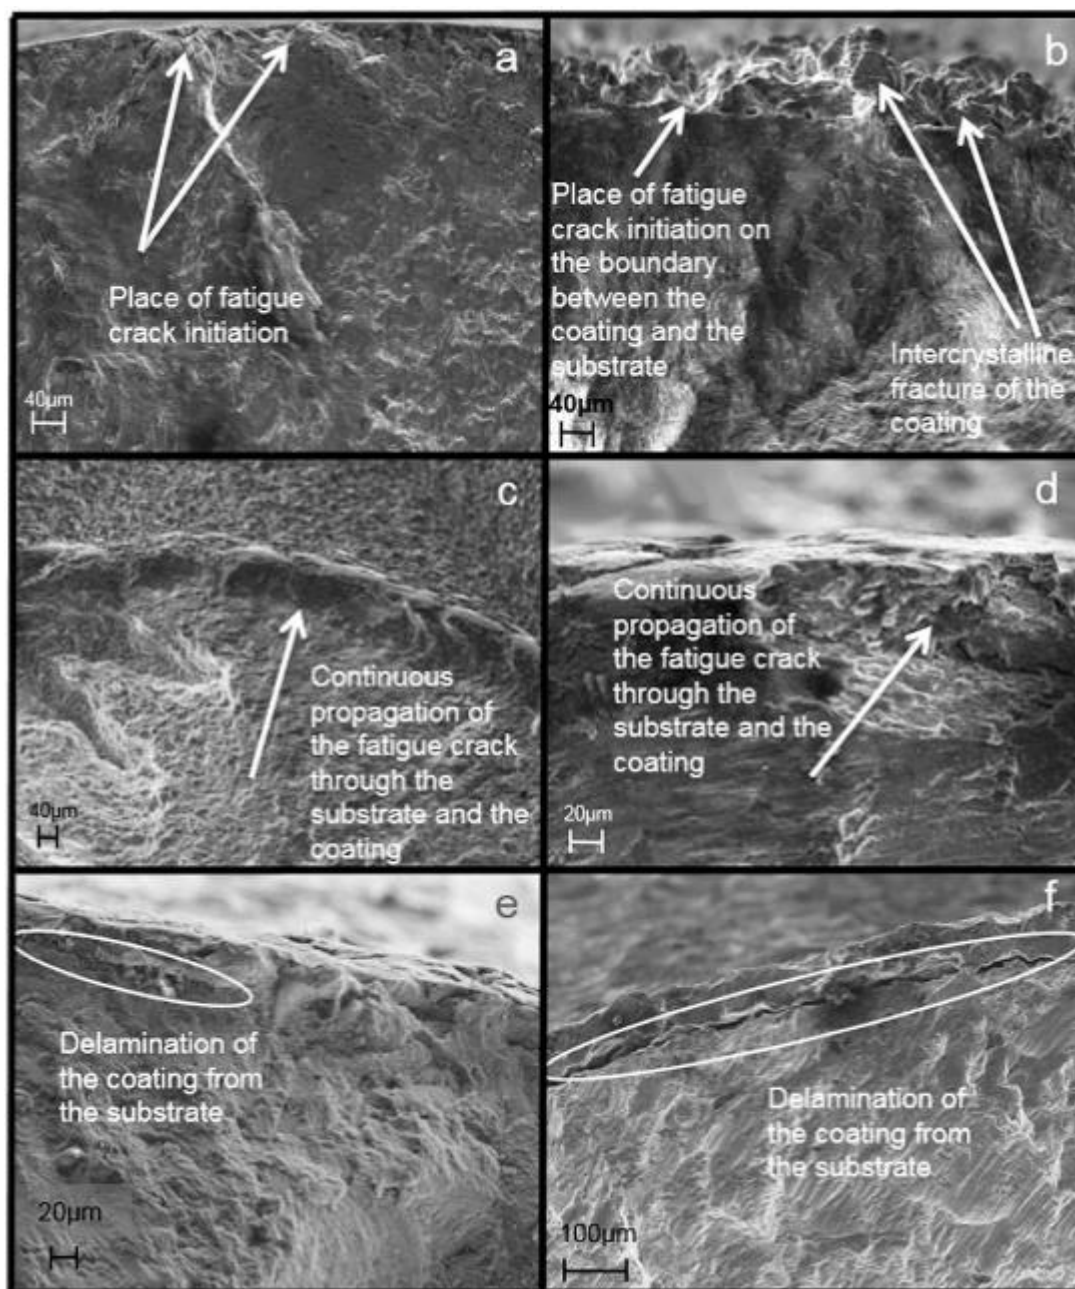 a
Place of fatigue
crack initiation
40µm
b
Place of fatigue
crack initiation on
the boundary
between the
coating and the
substrate
Intercrystalline
fracture of the
coating
40µm
c
Continuous
propagation of
the fatigue crack
through the
substrate and the
coating
40µm
d
Continuous
propagation of
the fatigue crack
through the
substrate and the
coating
20µm
e
Delamination of
the coating from
the substrate
20µm
f
Delamination of
the coating from
the substrate
100µm